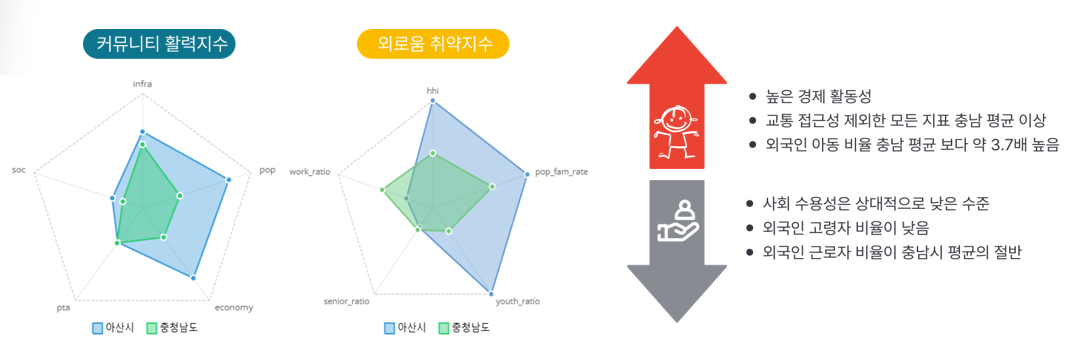 커뮤니티 활력지수
infra
pop
economy
pta
soc
아산시
충청남도
외로움 취약지수
hhi
pop_fam_rate
youth_ratio
senior_ratio
work_ratio
아산시
충청남도
높은 경제 활동성
교통 접근성 제외한 모든 지표 충남 평균 이상
외국인 아동 비율 충남 평균 보다 약 3.7배 높음
사회 수용성은 상대적으로 낮은 수준
외국인 고령자 비율이 낮음
외국인 근로자 비율이 충남시 평균의 절반